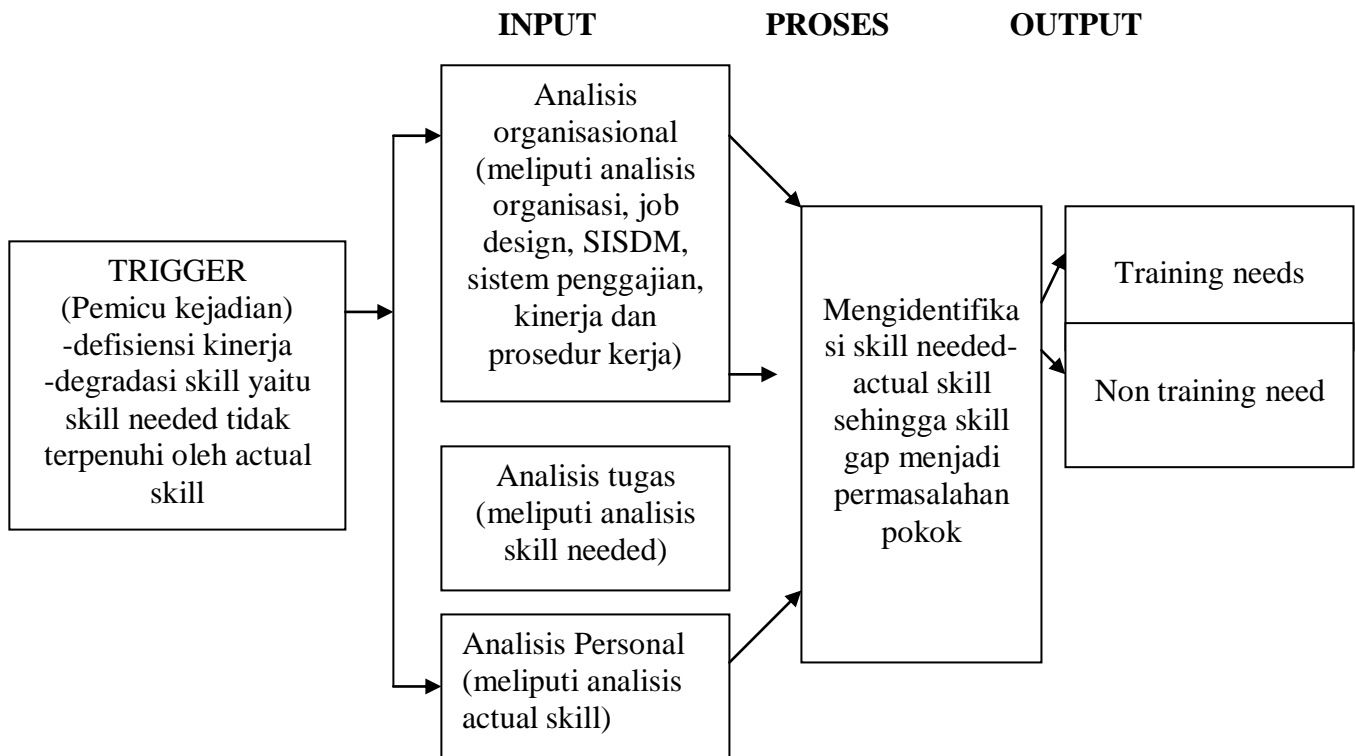 INPUT PROSES OUTPUT
TRIGGER
(Pemicu kejadian)
-defisiensi kinerja
-degradasi skill yaitu
skill needed tidak
terpenuhi oleh actual
skill
Analisis
organisasional
(meliputi analisis
organisasi, job
design, SISDM,
sistem penggajian,
kinerja dan
prosedur kerja)
Analisis tugas
(meliputi analisis
skill needed)
Analisis Personal
(meliputi analisis
actual skill)
Mengidentifika
si skill needed-
actual skill
sehingga skill
gap menjadi
permasalahan
pokok
Training needs
Non training need